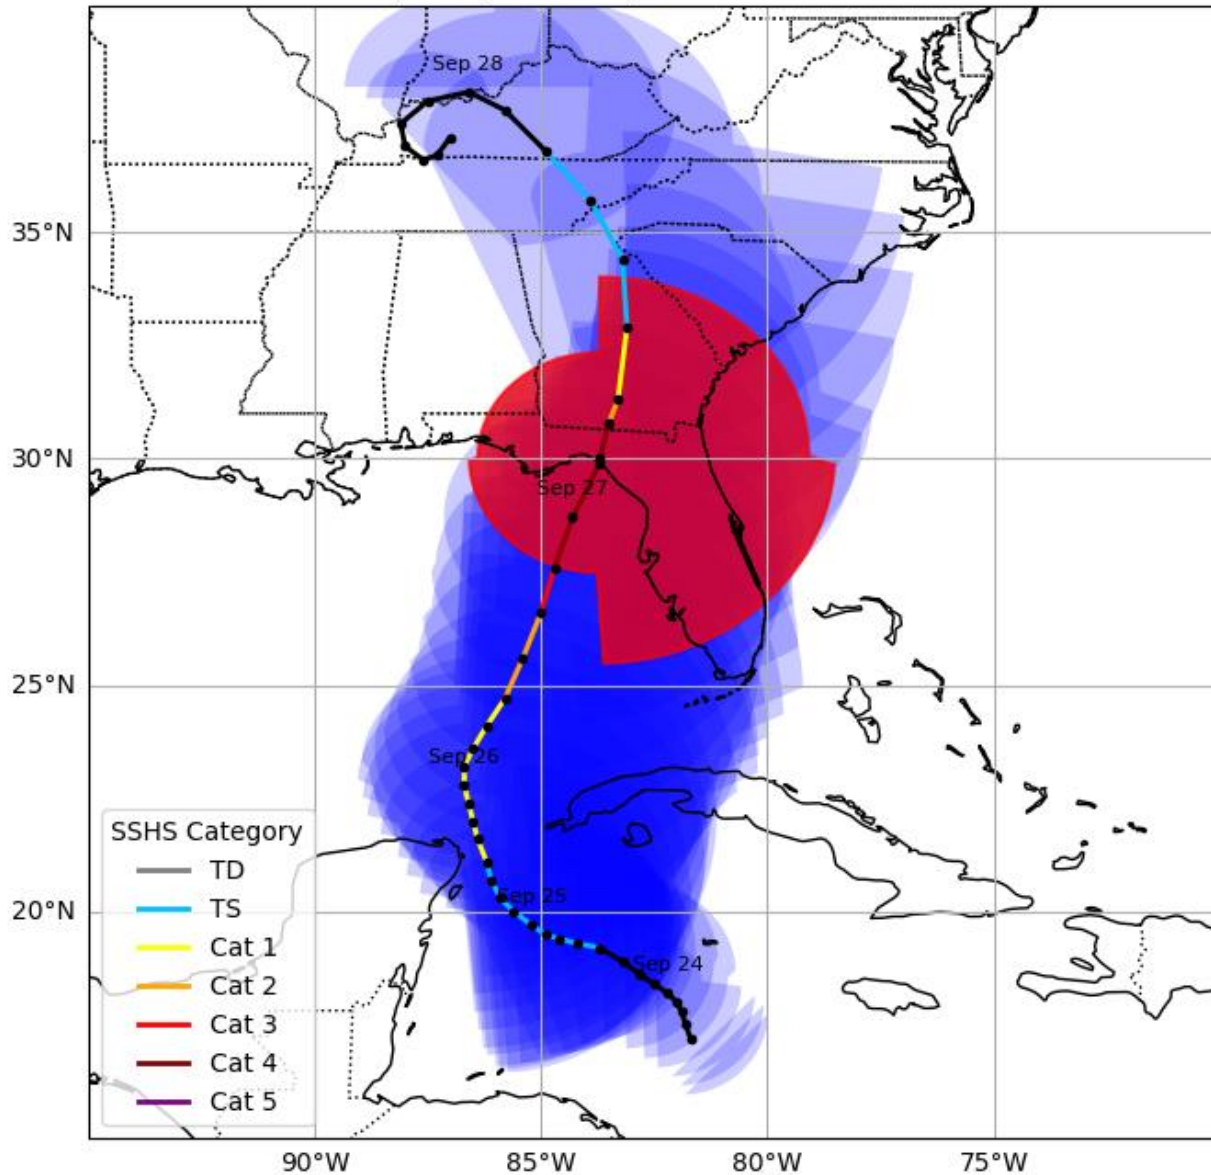 Sep 28
35°N
30°N
Sep 27
25°N
Sep 26
SSHS Category
TD
TS
Cat 1
Cat 2
Cat 3
Cat 4
Cat 5
Sep 25
20°N
Sep 24
90°W
85°W
80°W
75°W